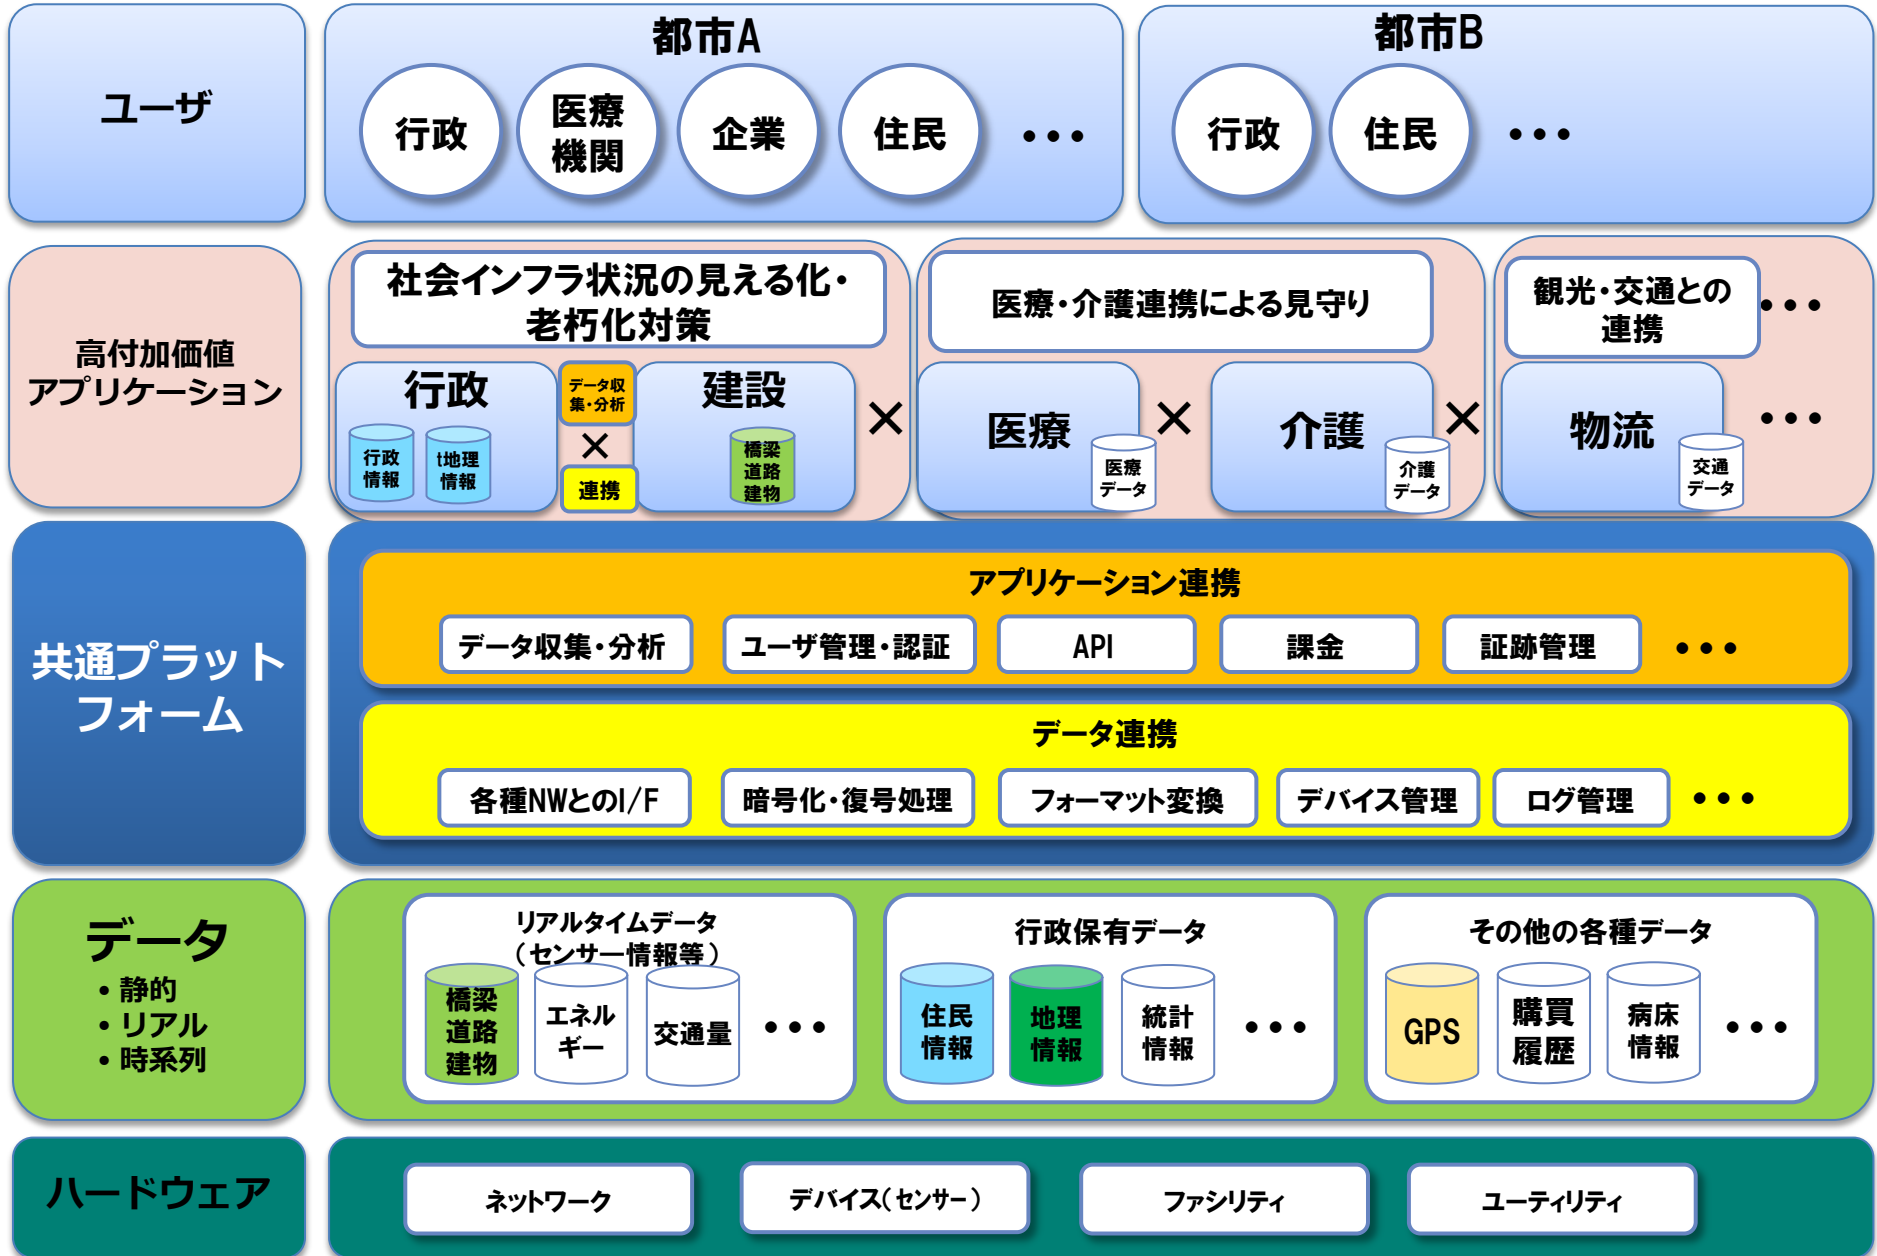 ユーザ
都市A
行政
医療
機関
企業
住民
・・・
都市B
行政
住民
・・・
高付加価値
アプリケーション
社会インフラ状況の見える化・
老朽化対策
行政
行政
情報
t地理
情報
データ収
集・分析
×
連携
建設
橋梁
道路
建物
×
医療・介護連携による見守り
医療
医療
データ
×
介護
介護
データ
×
観光・交通との
連携
・・・
物流
交通
データ
・・・
共通プラット
フォーム
アプリケーション連携
データ収集・分析
ユーザ管理・認証
API
課金
証跡管理
・・・
データ連携
各種NWとのI/F
暗号化・復号処理
フォーマット変換
デバイス管理
ログ管理
・・・
データ
・静的
・リアル
・時系列
リアルタイムデータ
（センサー情報等）
橋梁
道路
建物
エネル
ギー
交通量
・・・
行政保有データ
住民
情報
地理
情報
統計
情報
・・・
その他の各種データ
GPS
購買
履歴
病床
情報
・・・
ハードウェア
ネットワーク
デバイス（センサー）
ファシリティ
ユーティリティ